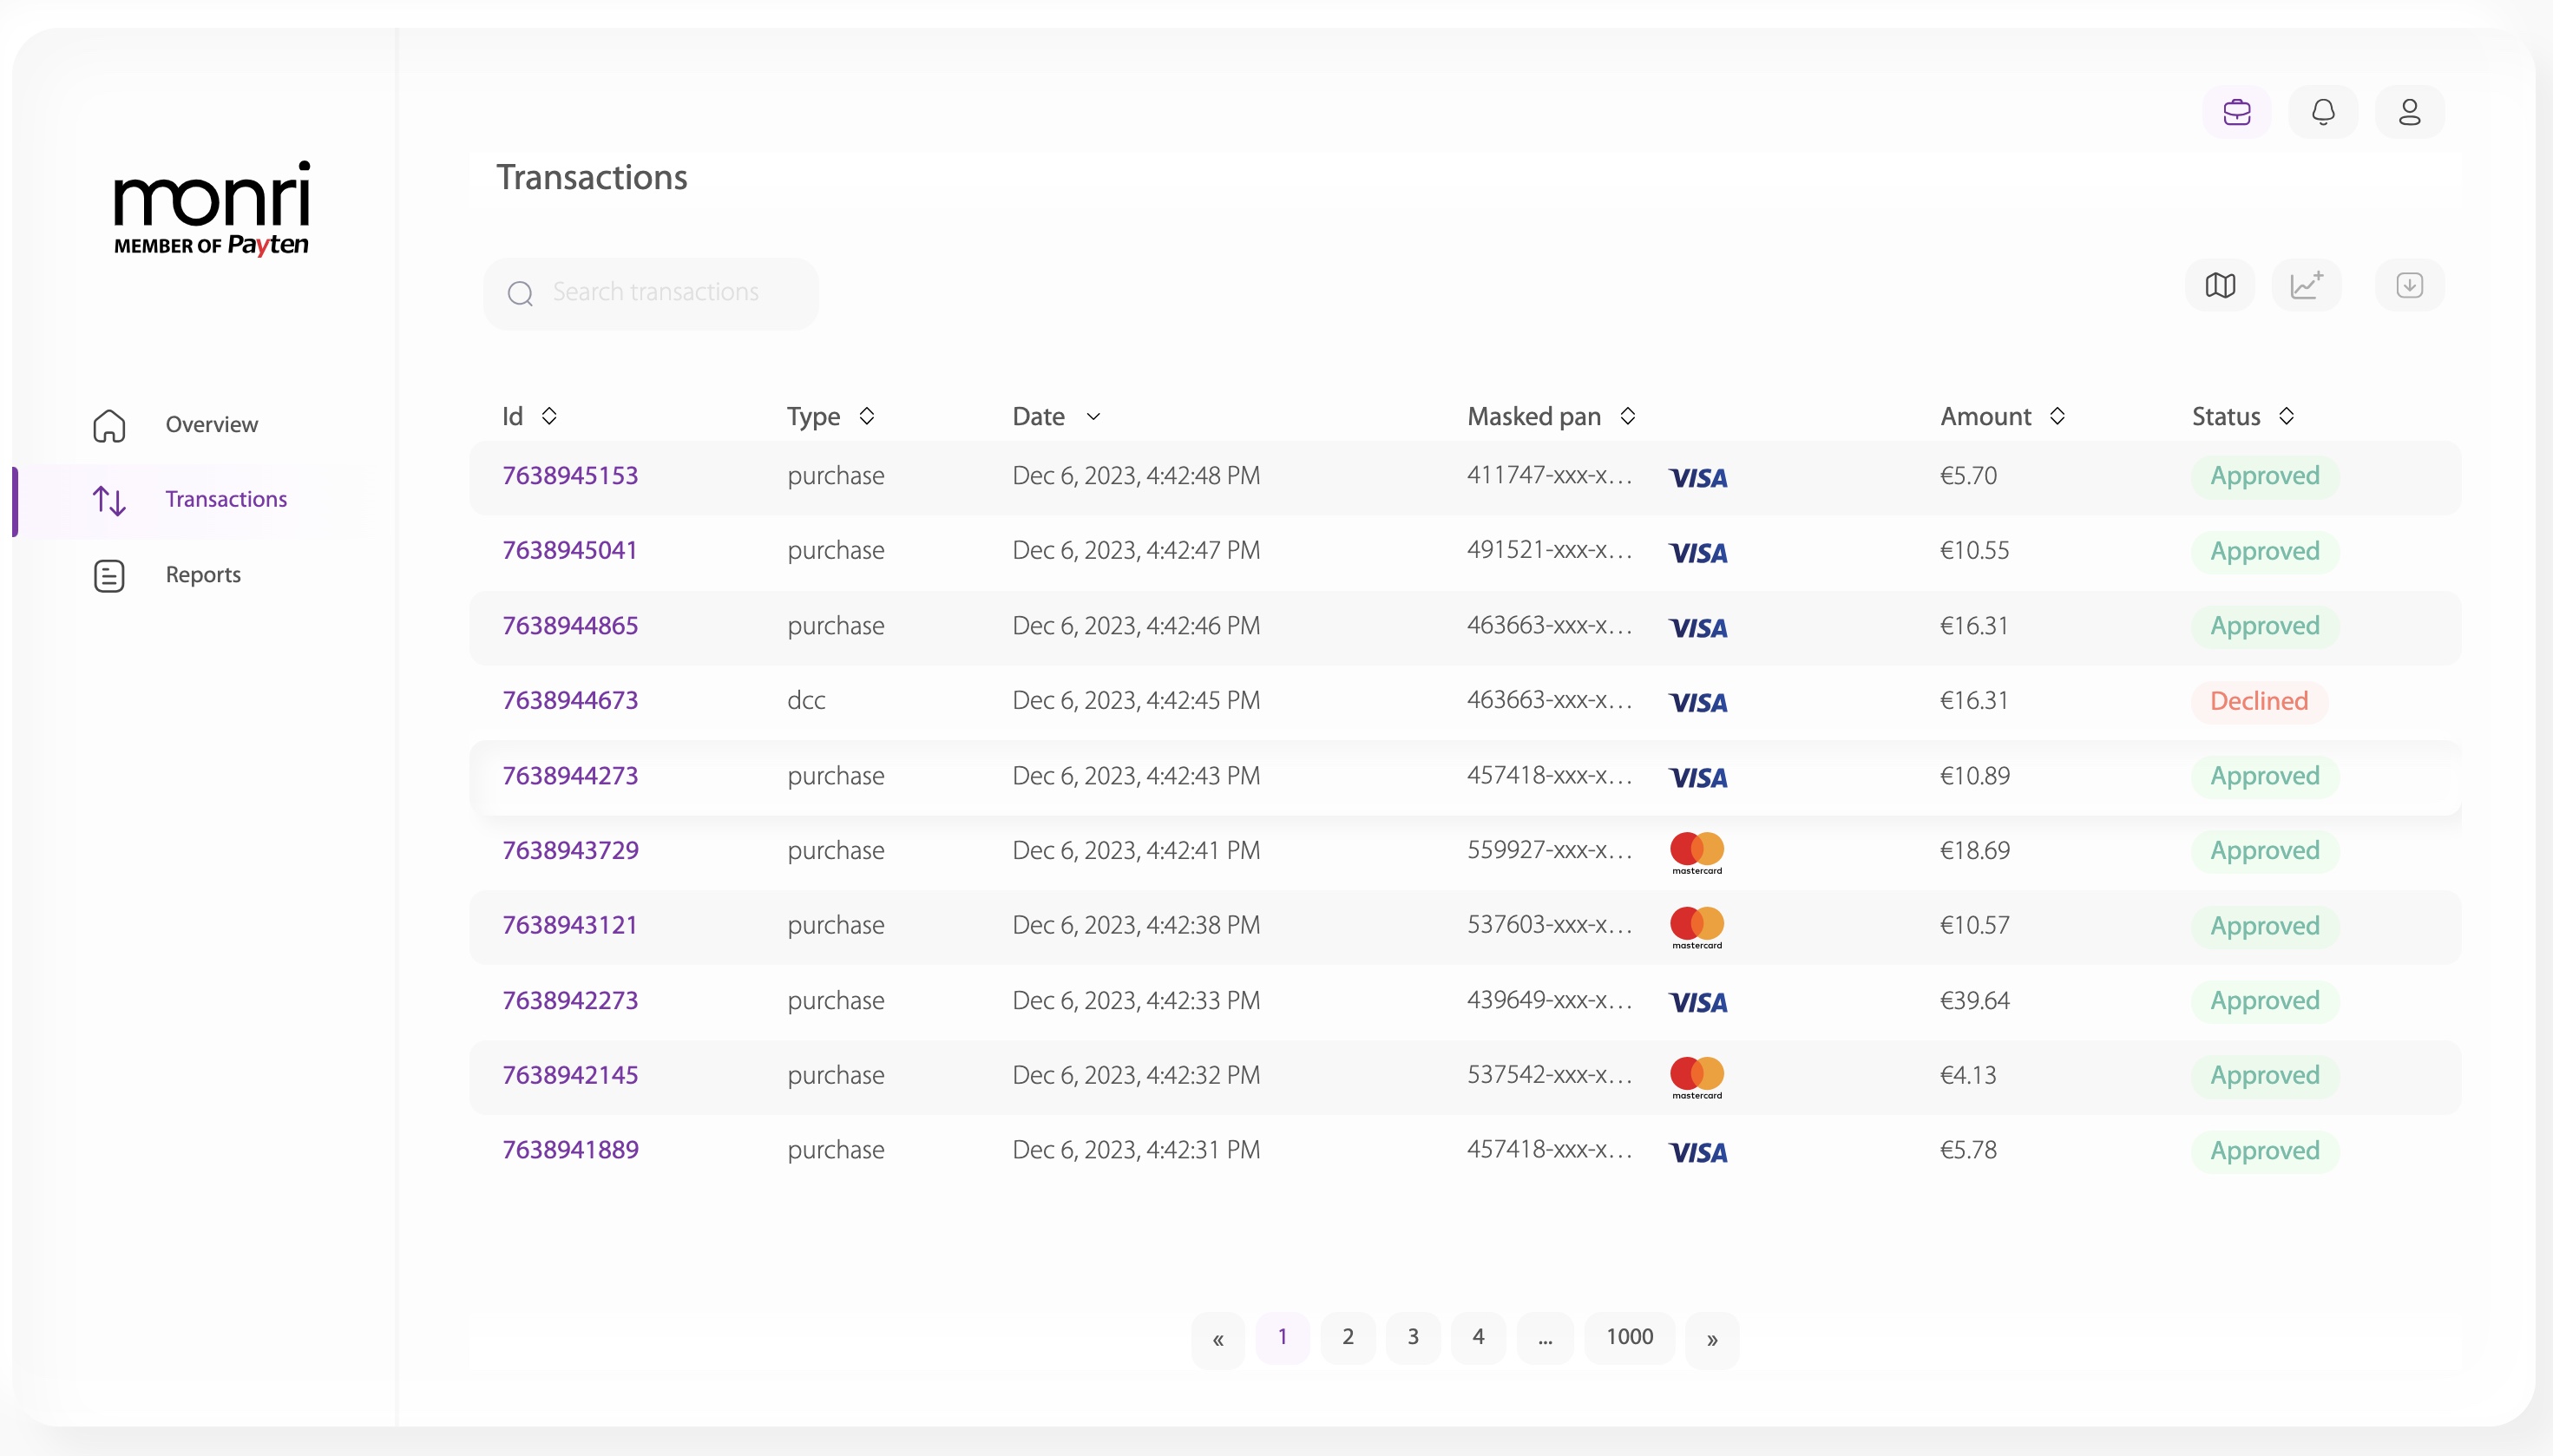 monri
MEMBER OF Payten
Overview
Transactions
Reports
Transactions
Search transactions
Id Type Date Masked pan Amount Status
7638945153 purchase Dec 6, 2023, 4:42:48 PM 411747-xxx-x... VISA €5.70 Approved
7638945041 purchase Dec 6, 2023, 4:42:47 PM 491521-xxx-x... VISA €10.55 Approved
7638944865 purchase Dec 6, 2023, 4:42:46 PM 463663-xxx-x... VISA €16.31 Approved
7638944673 dcc Dec 6, 2023, 4:42:45 PM 463663-xxx-x... VISA €16.31 Declined
7638944273 purchase Dec 6, 2023, 4:42:43 PM 457418-xxx-x... VISA €10.89 Approved
7638943729 purchase Dec 6, 2023, 4:42:41 PM 559927-xxx-x... mastercard €18.69 Approved
7638943121 purchase Dec 6, 2023, 4:42:38 PM 537603-xxx-x... mastercard €10.57 Approved
7638942273 purchase Dec 6, 2023, 4:42:33 PM 439649-xxx-x... VISA €39.64 Approved
7638942145 purchase Dec 6, 2023, 4:42:32 PM 537542-xxx-x... mastercard €4.13 Approved
7638941889 purchase Dec 6, 2023, 4:42:31 PM 457418-xxx-x... VISA €5.78 Approved
« 1 2 3 4 ... 1000 »